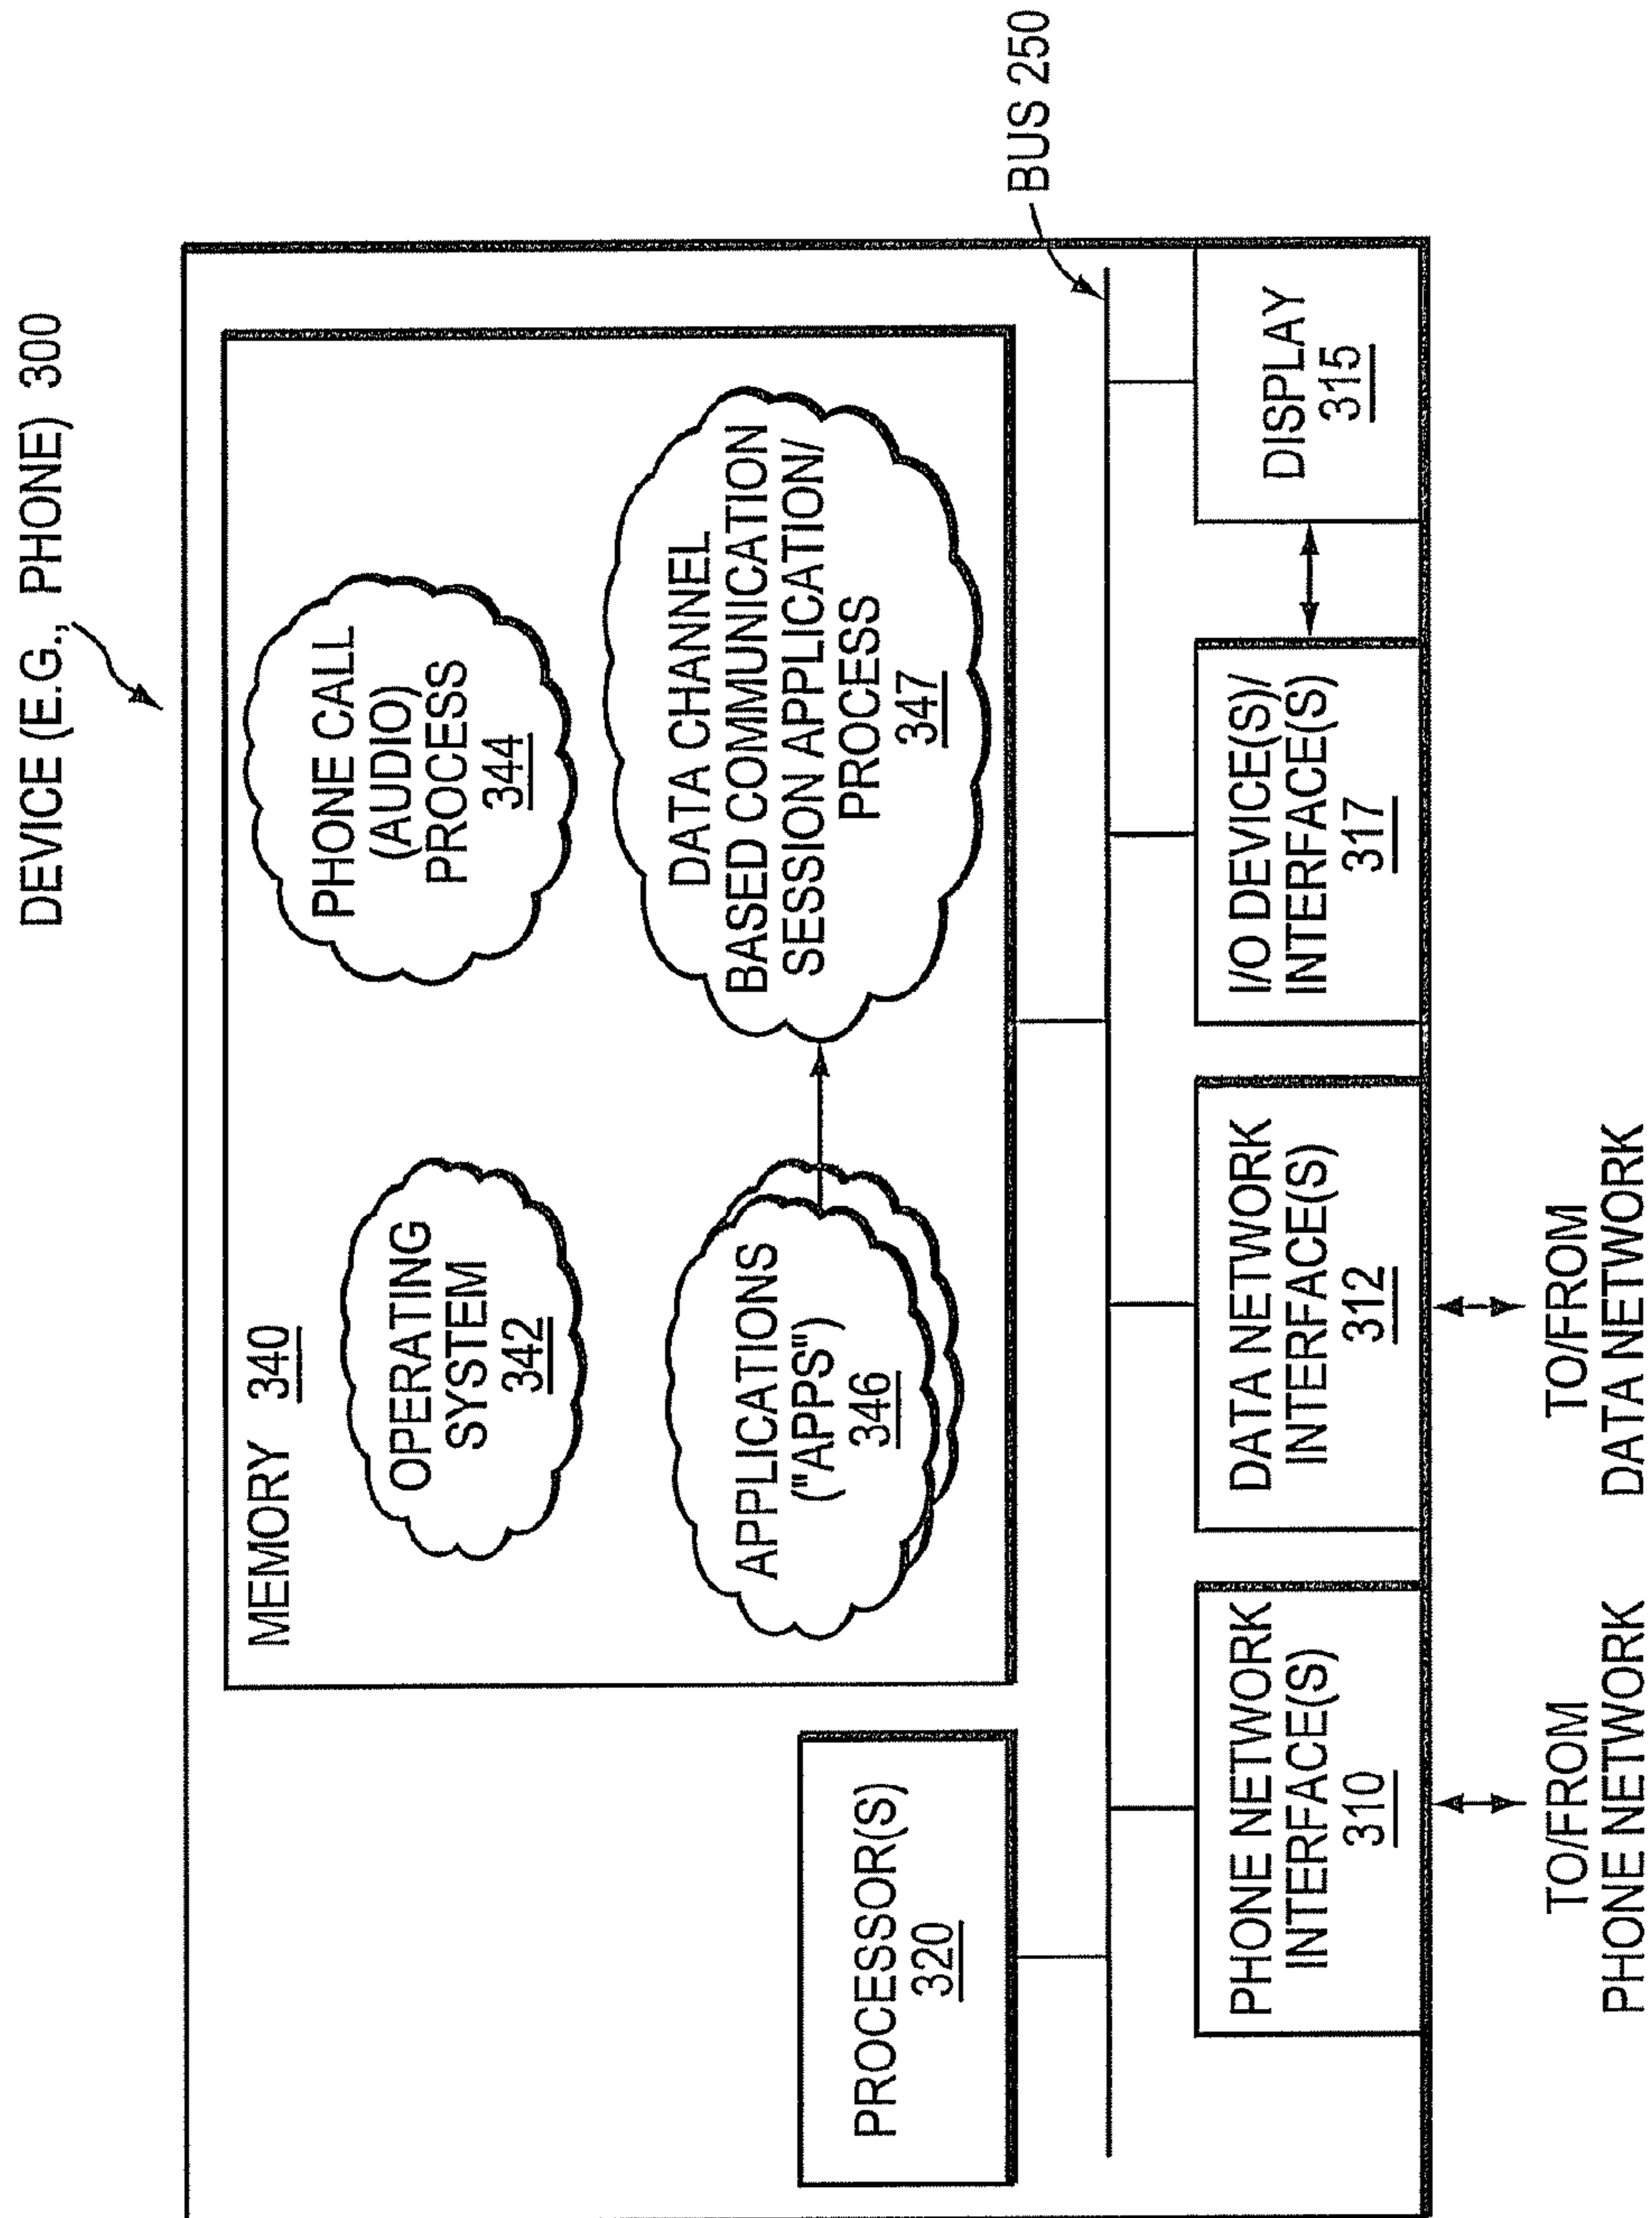 DEVICE (E.G., PHONE) 300
MEMORY 340
OPERATING
SYSTEM
342
PHONE CALL
(AUDIO)
PROCESS
344
APPLICATIONS
("APPS")
346
DATA CHANNEL
BASED COMMUNICATION
SESSION APPLICATION/
PROCESS
347
PROCESSOR(S)
320
BUS 250
PHONE NETWORK
INTERFACE(S)
310
DATA NETWORK
INTERFACE(S)
312
I/O DEVICE(S)/
INTERFACE(S)
317
DISPLAY
315
TO/FROM
PHONE NETWORK
TO/FROM
DATA NETWORK